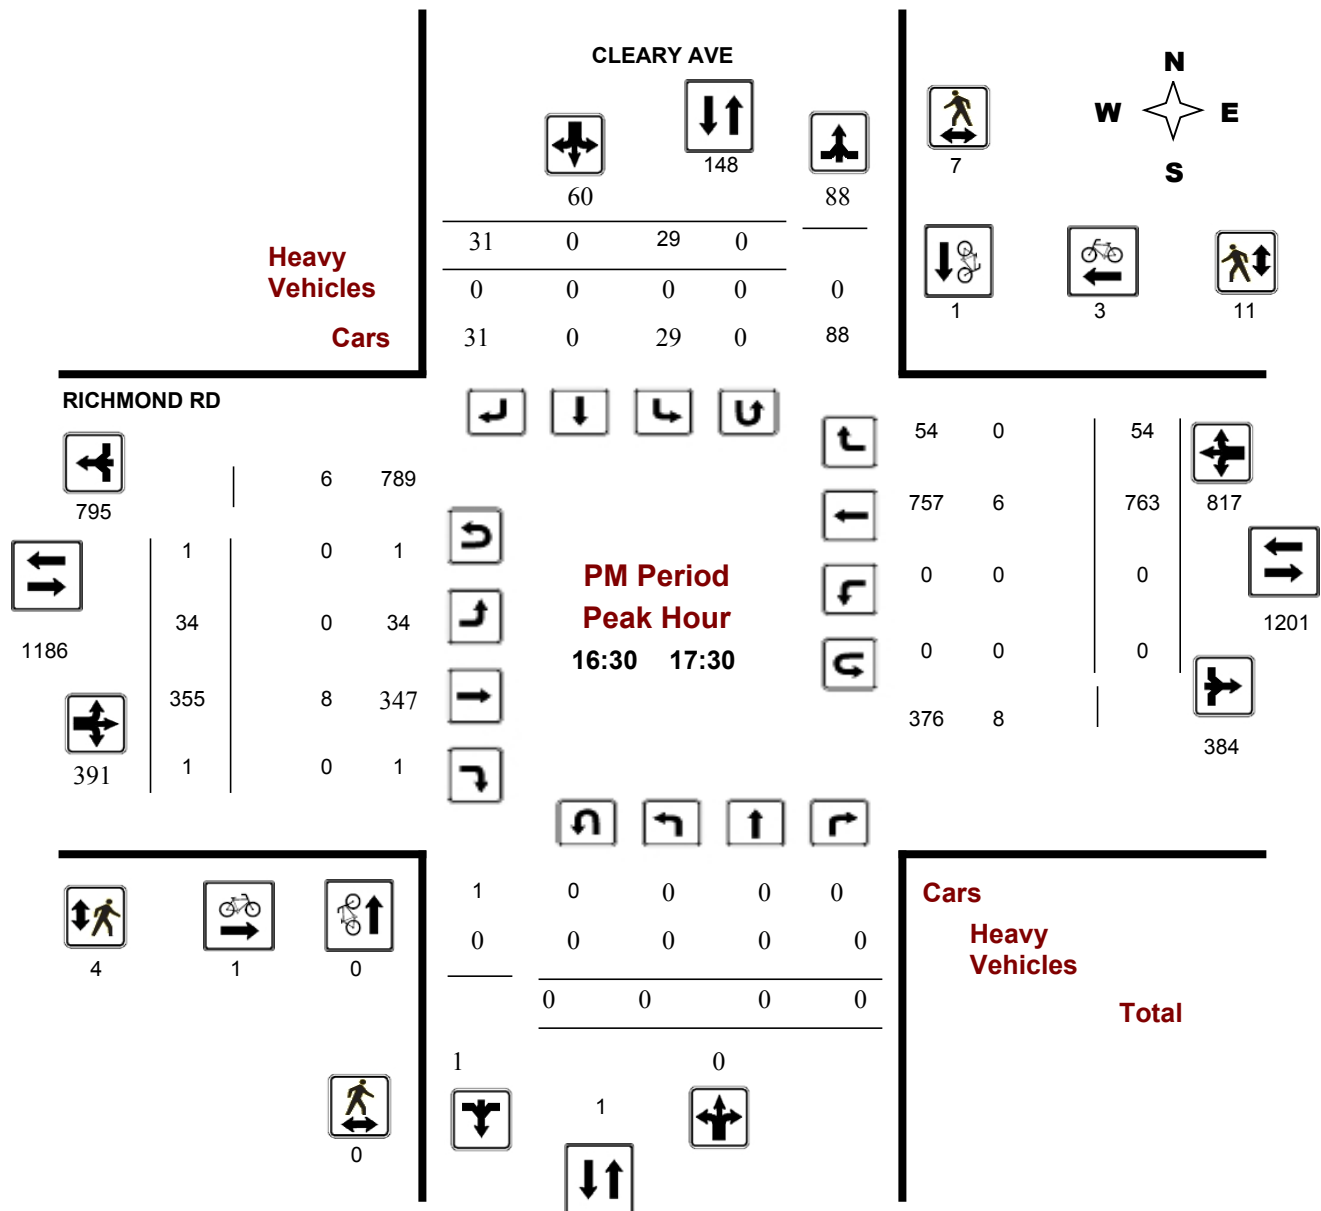 CLEARY AVE
N
W E
S
148
7
60 88
31 0 29 0
Heavy
Vehicles 0 0 0 0 0
Cars 31 0 29 0 88
1 3 11
RICHMOND RD
54 0 54
6 789
795
757 6 763 817
1 0 1
0 0 0
PM Period
Peak Hour
16:30 17:30
34 0 34
1186
1201
0 0 0
355 8 347
376 8
384
391 1 0 1
1 0 0 0 0
Cars
0 0 0 0 0
Heavy
Vehicles
4 1 0
0 0 0 0
Total
1 0
1
0